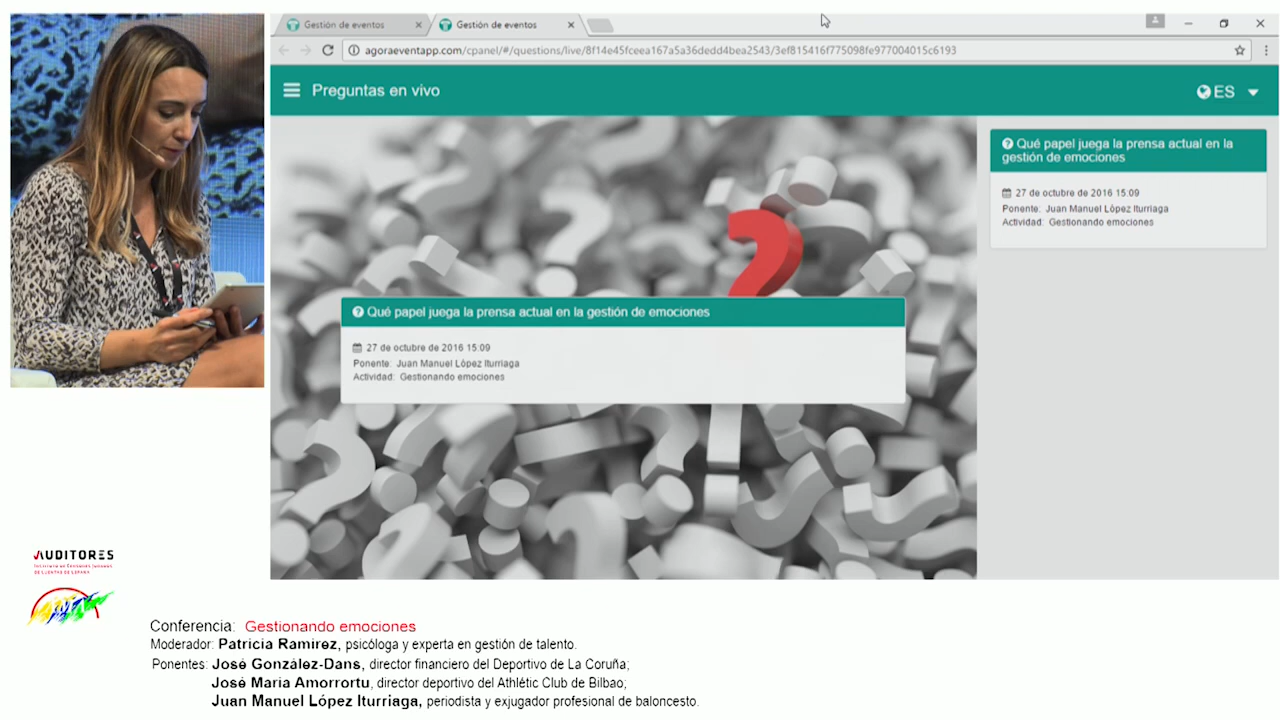 Gestión de eventos
Gestión de eventos
agoraeventapp.com/cpanel/#/questions/live/8f14e45fceea167a5a36dedd4bea2543/3ef815416f775098fe977004015c6193
Preguntas en vivo
ES
Qué papel juega la prensa actual en la
gestión de emociones
27 de octubre de 2016 15:09
Ponente: Juan Manuel López Iturriaga
Actividad: Gestionando emociones
Qué papel juega la prensa actual en la gestión de emociones
27 de octubre de 2016 15:09
Ponente: Juan Manuel López Iturriaga
Actividad: Gestionando emociones
AUDITORES
Conferencia: Gestionando emociones
Moderador: Patricia Ramirez, psicóloga y experta en gestión de talento.
Ponentes: José González-Dans, director financiero del Deportivo de La Coruña;
José Maria Amorrortu, director deportivo del Athlétic Club de Bilbao;
Juan Manuel López Iturriaga, periodista y exjugador profesional de baloncesto.